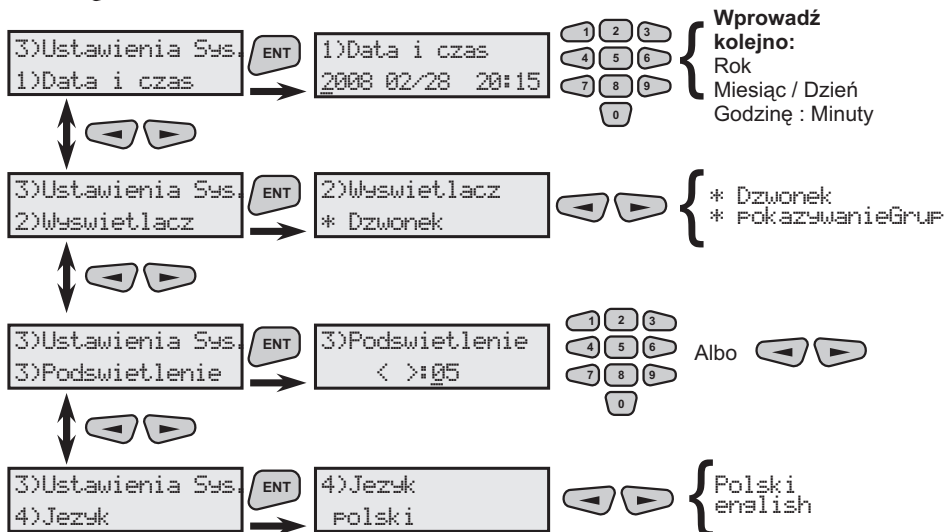 3)Ustawienia Sys.
1)Data i czas
ENT
1)Data i czas
2008 02/28 20:15
1 2 3
4 5 6
7 8 9
0
Wprowadź
kolejno:
Rok
Miesiąc / Dzień
Godzinę : Minuty
3)Ustawienia Sys.
2)Wyswietlacz
ENT
2)Wyswietlacz
* Dzwonek
* Dzwonek
* pokazywanieGrup
3)Ustawienia Sys.
3)Podswietlenie
ENT
3)Podswietlenie
< >:05
1 2 3
4 5 6
7 8 9
0
Albo
3)Ustawienia Sys.
4)Jezyk
ENT
4)Jezyk
polski
Polski
english